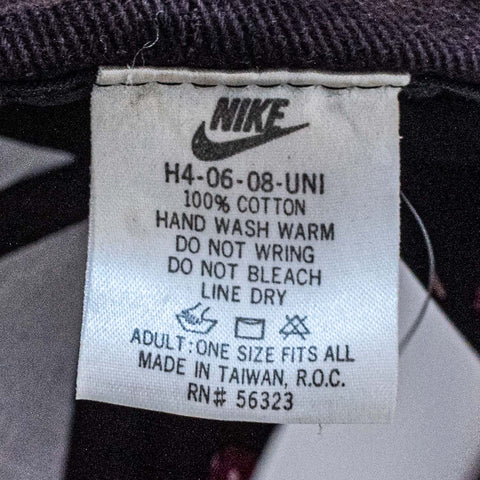 NIKE
H4-06-08-UNI
100% COTTON
HAND WASH WARM
DO NOT WRING
DO NOT BLEACH
LINE DRY
ADULT: ONE SIZE FITS ALL
MADE IN TAIWAN, R.O.C.
RN# 56323